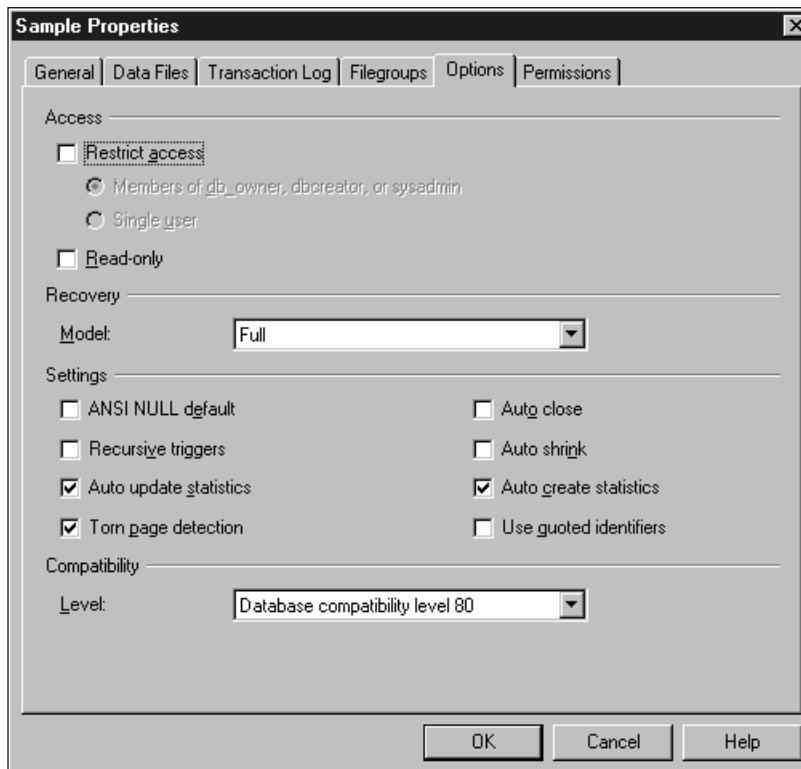 Sample Properties
General Data Files Transaction Log Filegroups Options Permissions
Access
Restrict access
Members of db_owner, dbcreator, or sysadmin
Single user
Read-only
Recovery
Model: Full
Settings
ANSI NULL default Auto close
Recursive triggers Auto shrink
Auto update statistics Auto create statistics
Torn page detection Use quoted identifiers
Compatibility
Level: Database compatibility level 80
OK Cancel Help